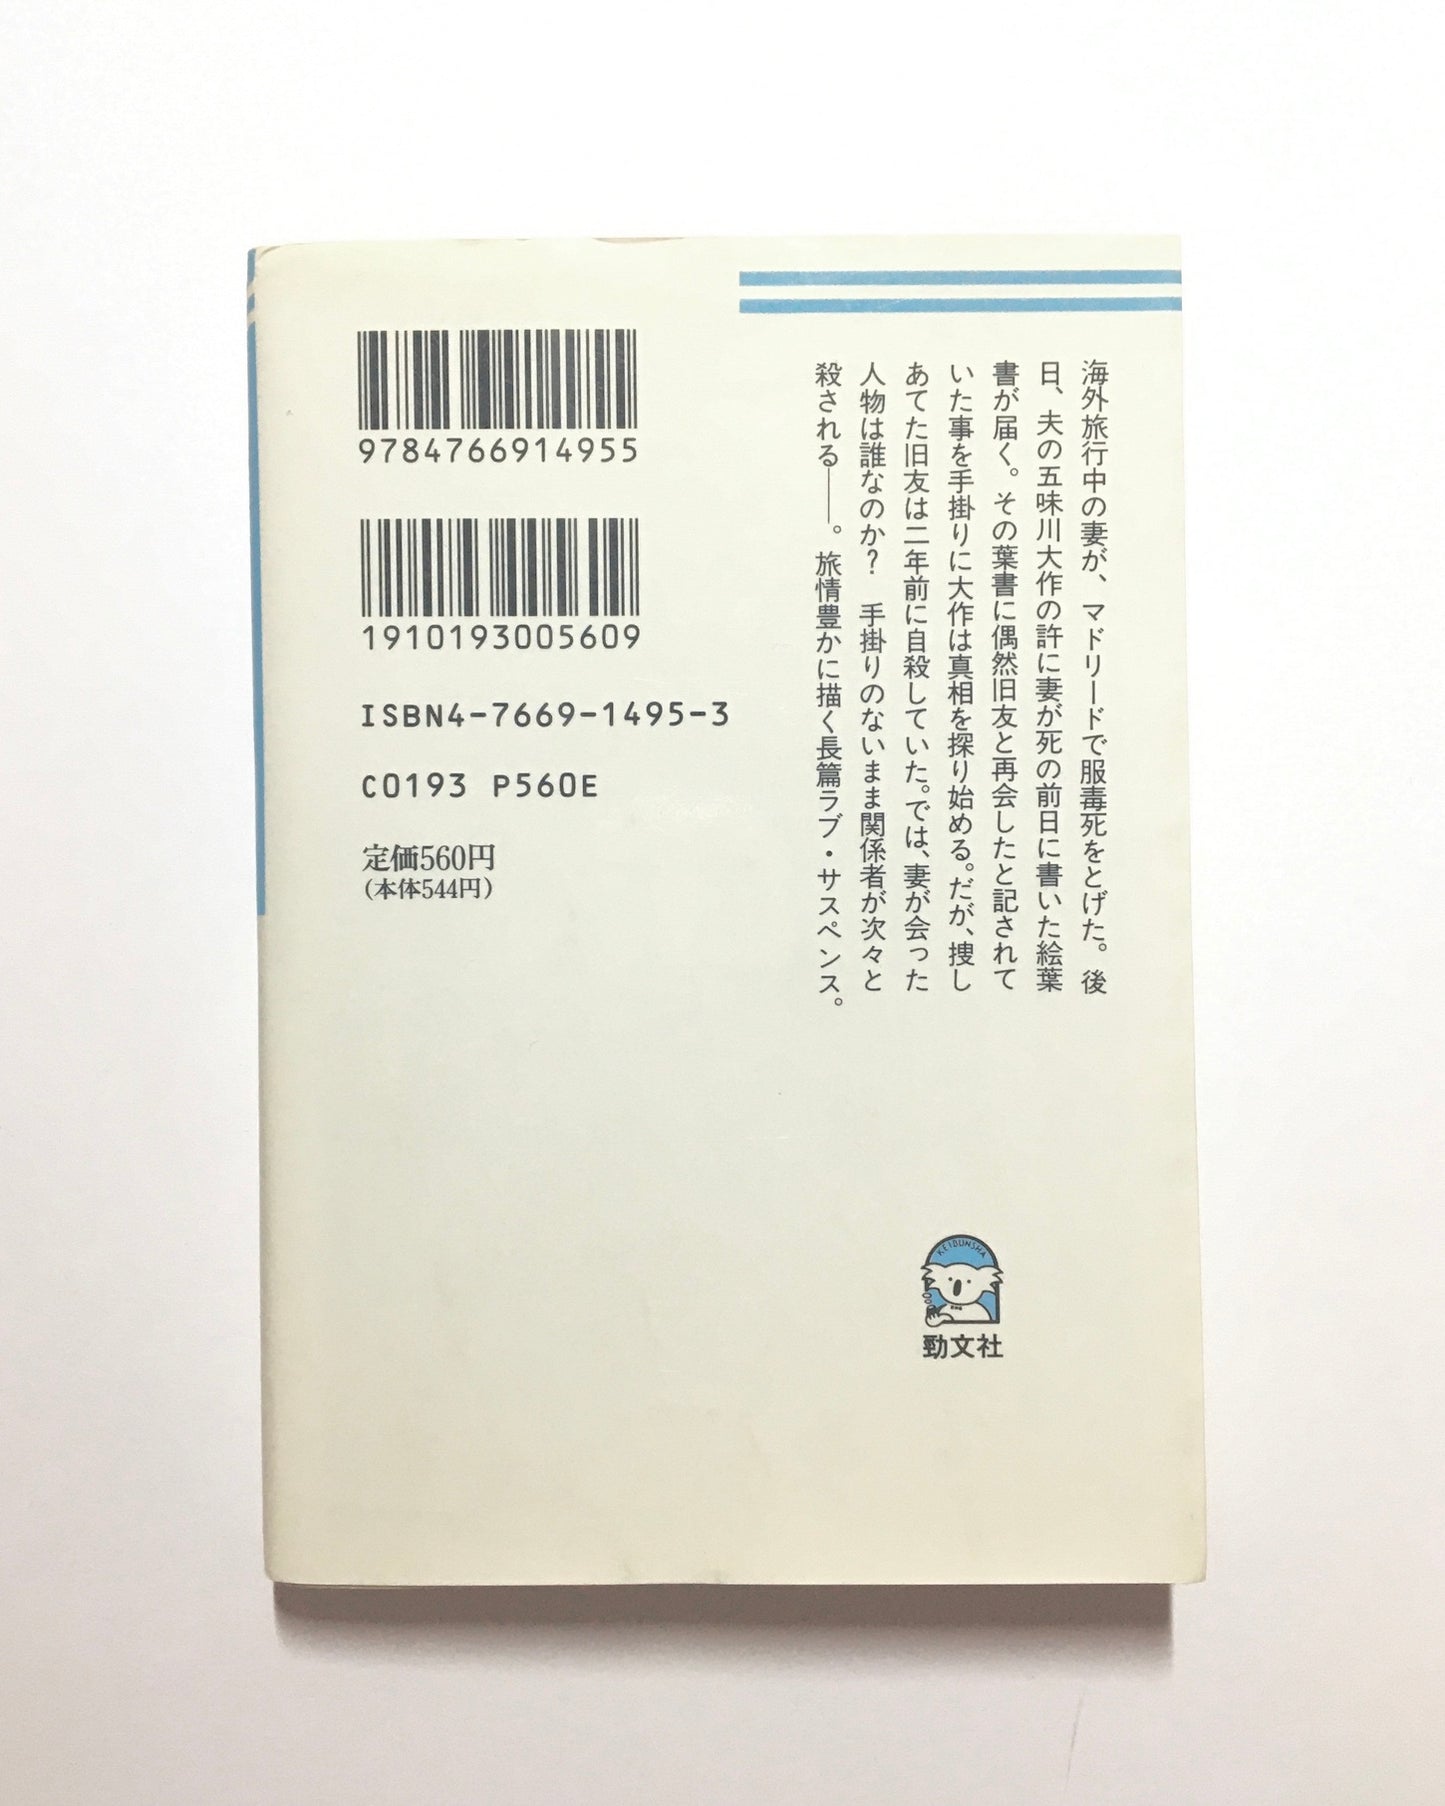 海外旅行中の妻が、マドリードで服毒死をとげた。後
日、夫の五味川大作の許に妻が死の前日に書いた絵葉
書が届く。その葉書に偶然旧友と再会したと記されて
いた事を手掛りに大作は真相を探り始める。だが、捜し
あてた旧友は二年前に自殺していた。では、妻が会った
人物は誰なのか？　手掛りのないまま関係者が次々と
殺される――。旅情豊かに描く長篇ラブ・サスペンス。
9784766914955
1910193005609
ISBN4-7669-1495-3
C0193 P560E
定価560円
（本体544円）
KEIBUNSHA
勁文社